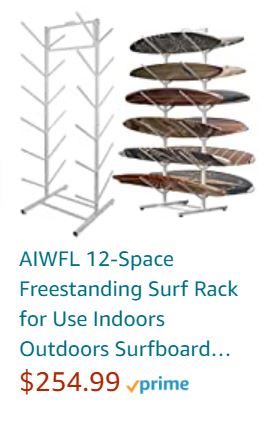 AIWFL 12-Space
Freestanding Surf Rack
for Use Indoors
Outdoors Surfboard...
$254.99 prime